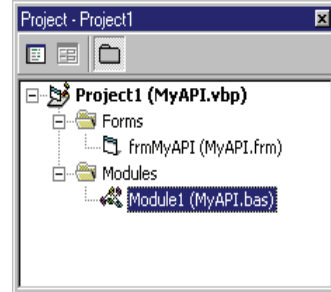 Project - Project1
Project1 (MyAPI.vbp)
Forms
frmMyAPI (MyAPI.frm)
Modules
Module1 (MyAPI.bas)